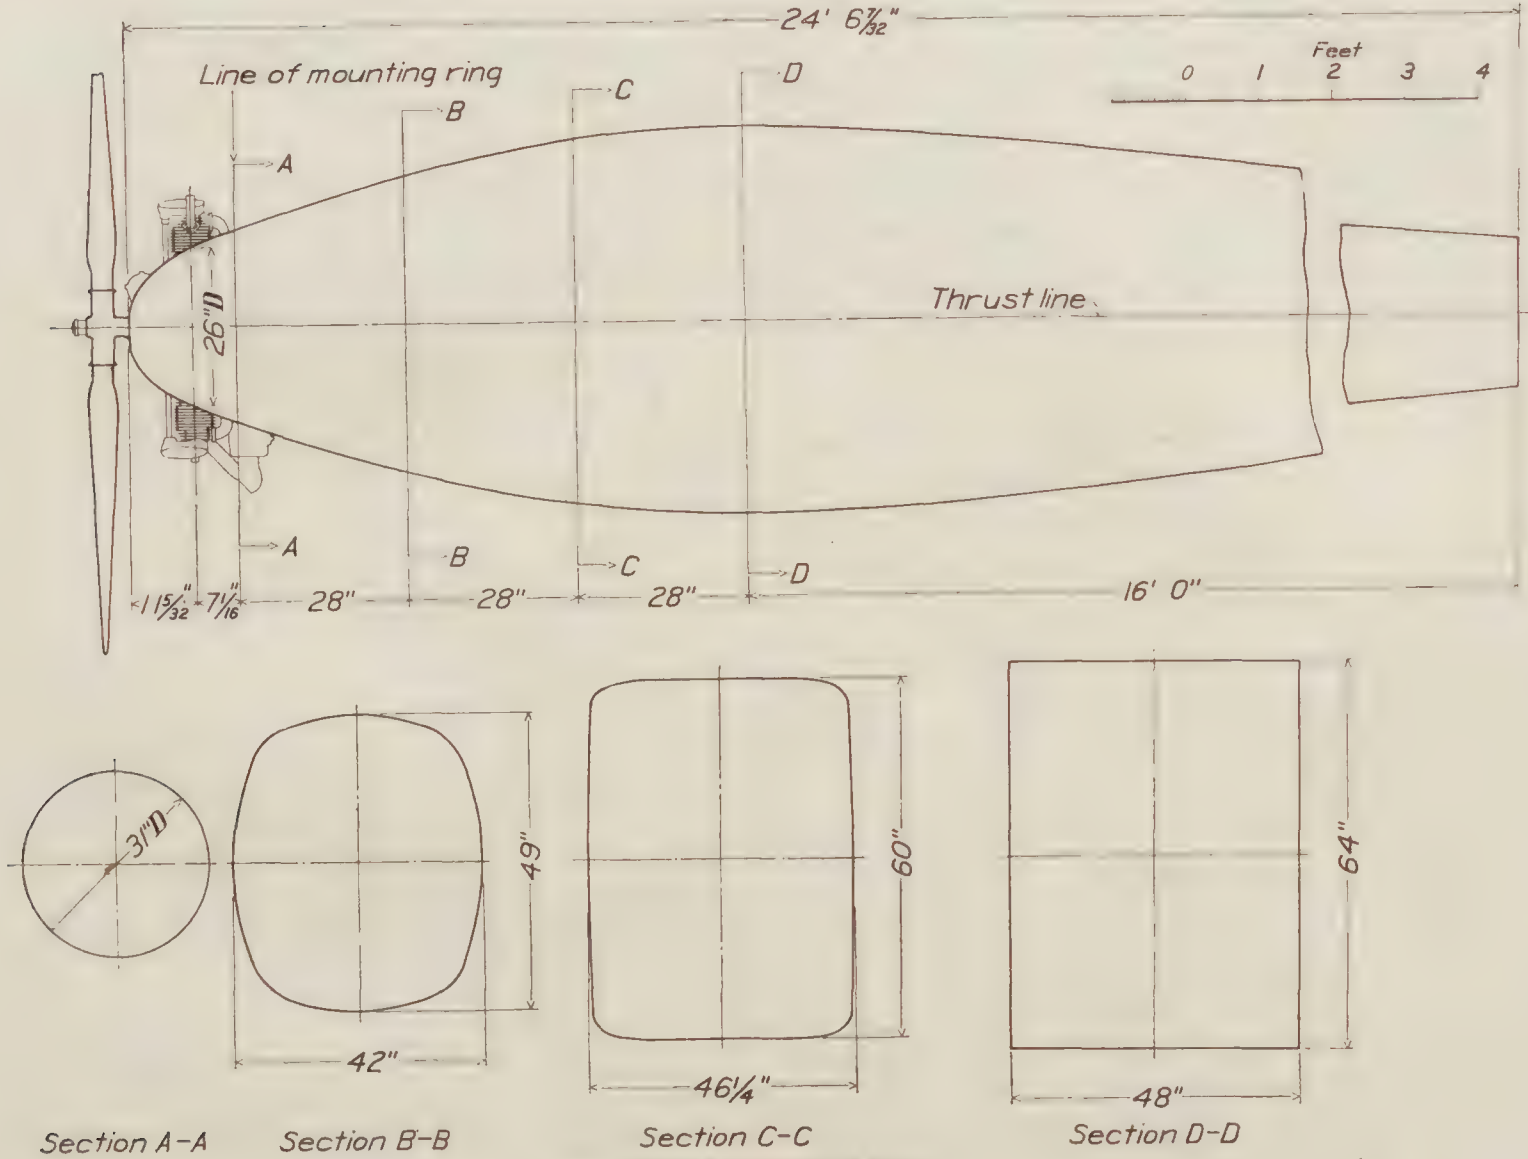 24' 6 7/32"
Line of mounting ring
Feet
0 1 2 3 4
D
C
B
A
26"D
Thrust line
A
B
C
D
11 5/32" 7 1/16" 28" 28" 28" 16' 0"
31"D
49"
60"
64"
42"
46 1/4"
48"
Section A-A
Section B-B
Section C-C
Section D-D